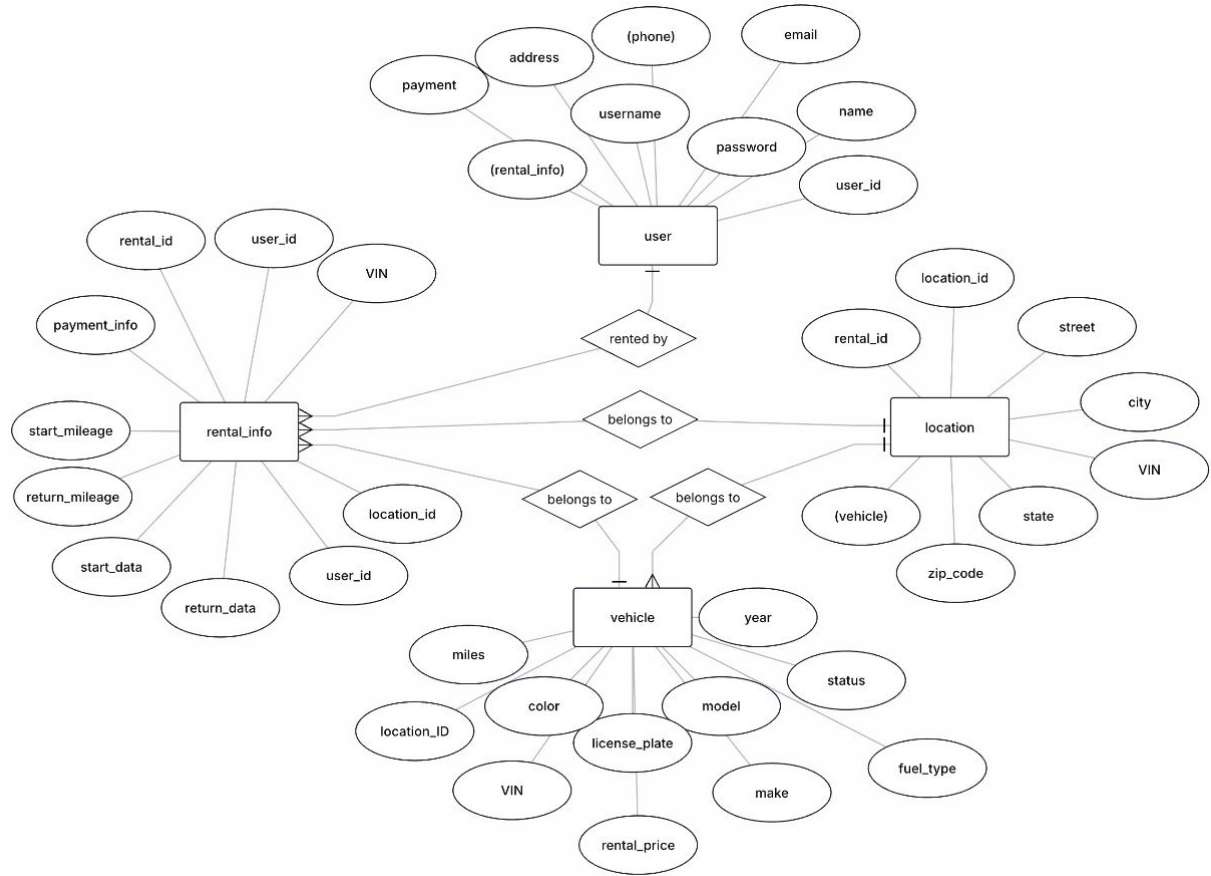 (phone)
email
address
payment
username
name
password
(rental_info)
user_id
user
rental_id
user_id
VIN
location_id
payment_info
street
rental_id
rented by
city
start_mileage
rental_info
belongs to
location
VIN
return_mileage
belongs to
belongs to
location_id
(vehicle)
state
start_data
user_id
zip_code
return_data
vehicle
year
miles
status
color
model
location_ID
license_plate
fuel_type
VIN
make
rental_price